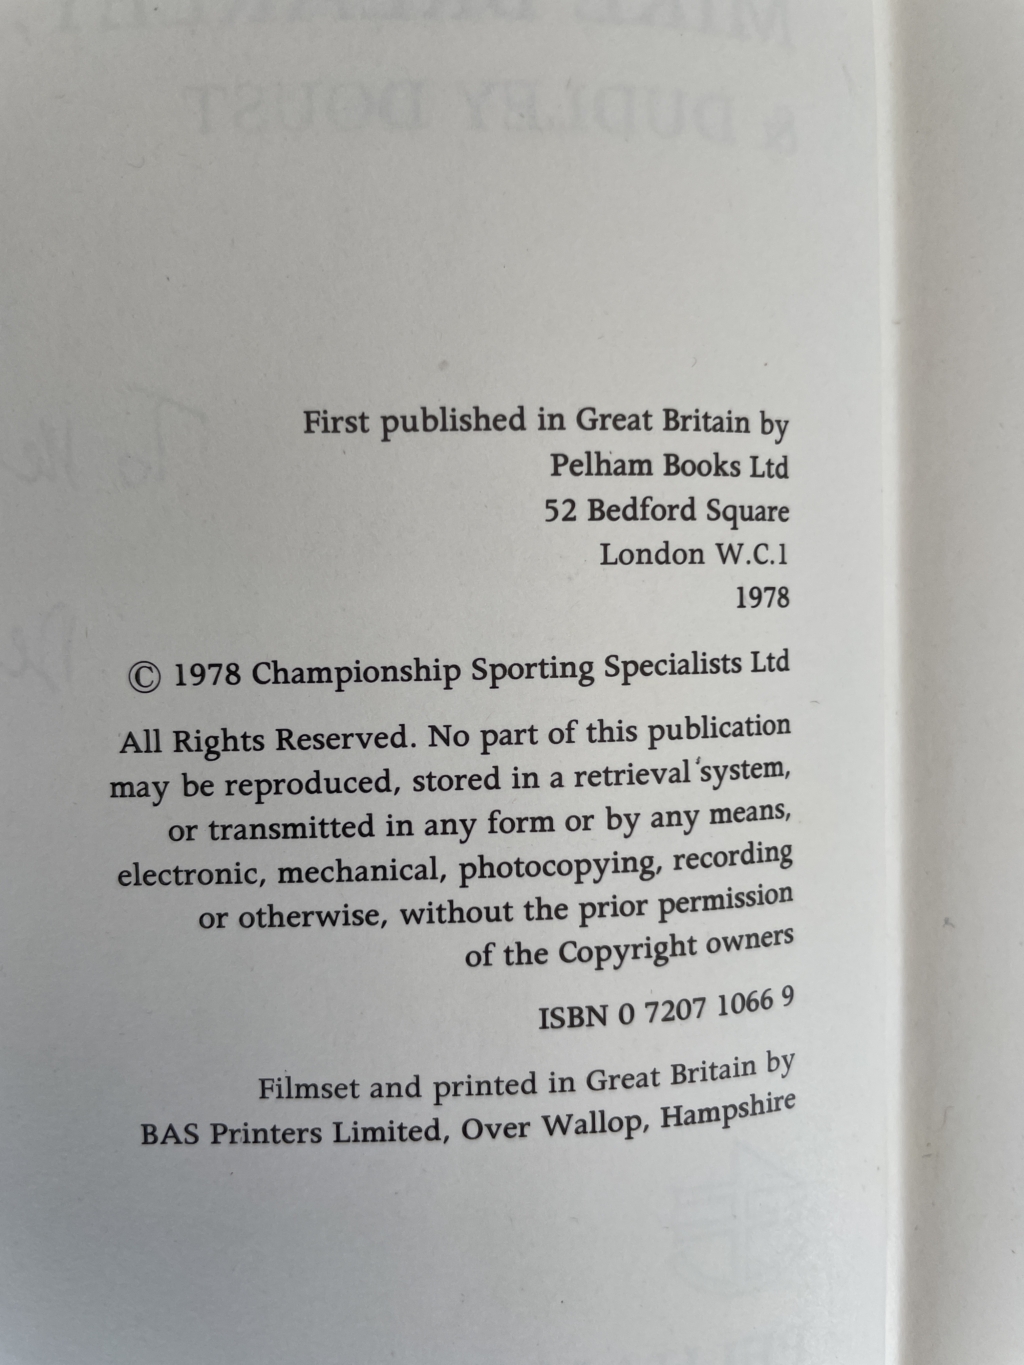 First published in Great Britain by
Pelham Books Ltd
52 Bedford Square
London W.C.1
1978
© 1978 Championship Sporting Specialists Ltd
All Rights Reserved. No part of this publication
may be reproduced, stored in a retrieval system,
or transmitted in any form or by any means,
electronic, mechanical, photocopying, recording
or otherwise, without the prior permission
of the Copyright owners
ISBN 0 7207 1066 9
Filmset and printed in Great Britain by
BAS Printers Limited, Over Wallop, Hampshire